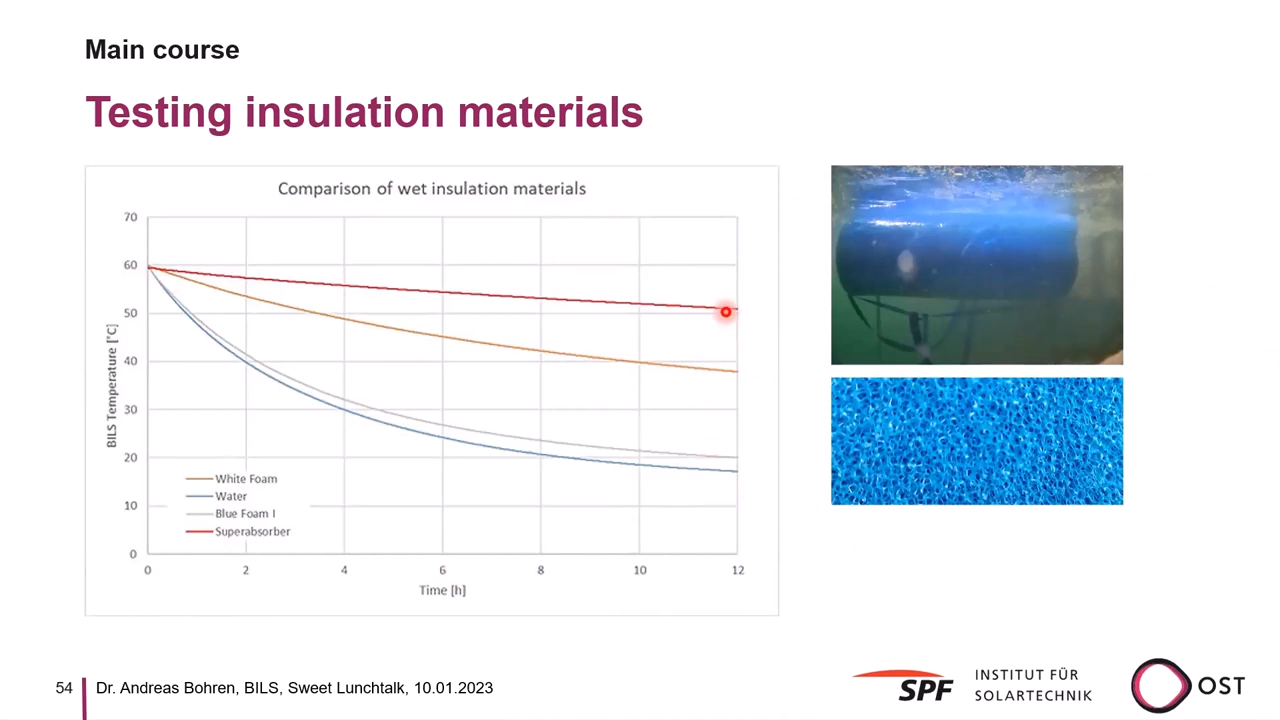 Main course
Testing insulation materials
Comparison of wet insulation materials
70
60
50
40
30
20
10
0
BILS Temperature [°C]
White Foam
Water
Blue Foam I
Superabsorber
0 2 4 6 8 10 12
Time [h]
54 Dr. Andreas Bohren, BILS, Sweet Lunchtalk, 10.01.2023
SPF
INSTITUT FÜR
SOLARTECHNIK
OST